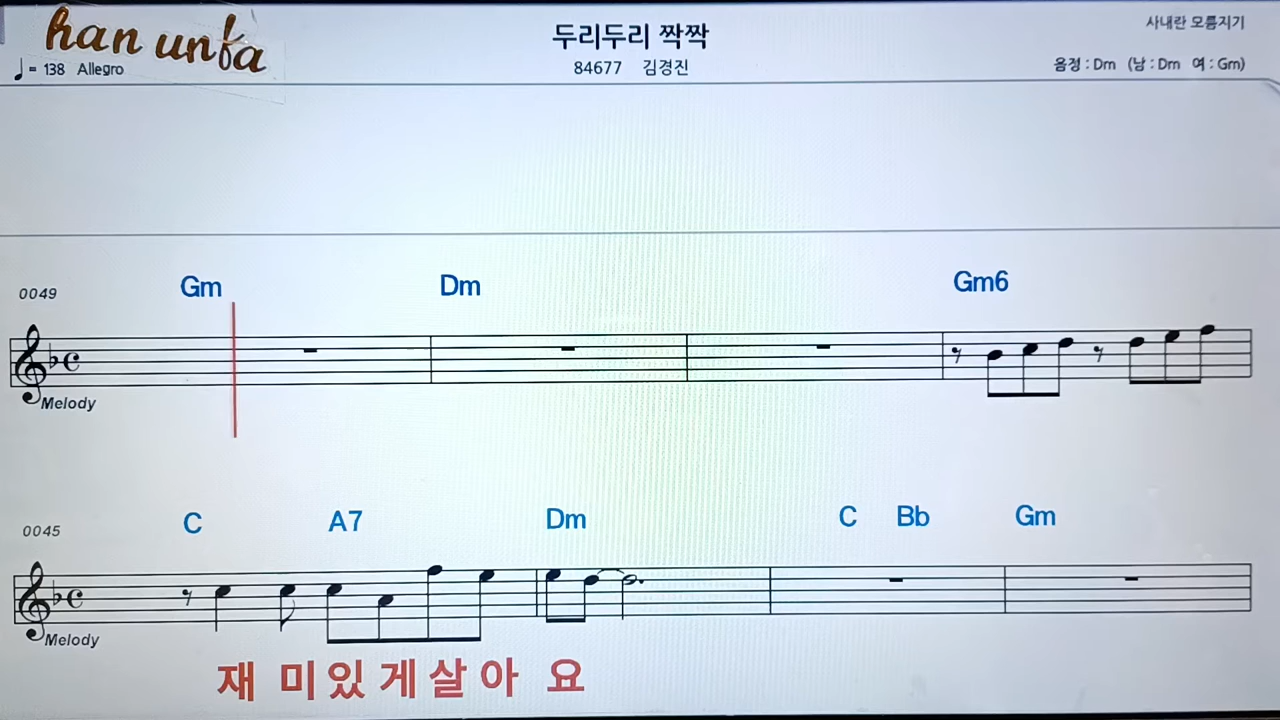 han unfa
두리두리 짝짝
사내란 모름지기
♩= 138 Allegro
84677 김경진
음정 : Dm (남 : Dm 여 : Gm)
Gm Dm Gm6
0049
Melody
C A7 Dm C Bb Gm
0045
Melody
재 미있 게살 아 요